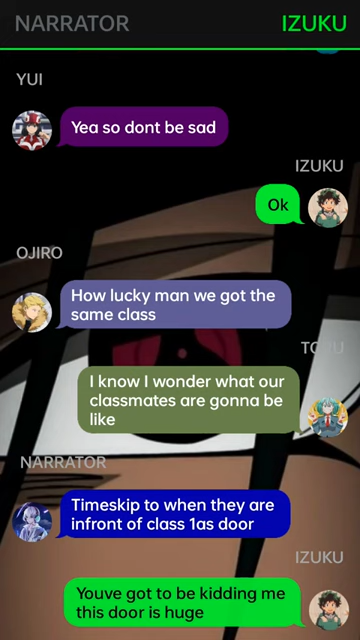 NARRATOR IZUKU
YUI
Yea so dont be sad
IZUKU
Ok
OJIRO
How lucky man we got the
same class
TORU
I know I wonder what our
classmates are gonna be
like
NARRATOR
Timeskip to when they are
infront of class 1as door
IZUKU
Youve got to be kidding me
this door is huge